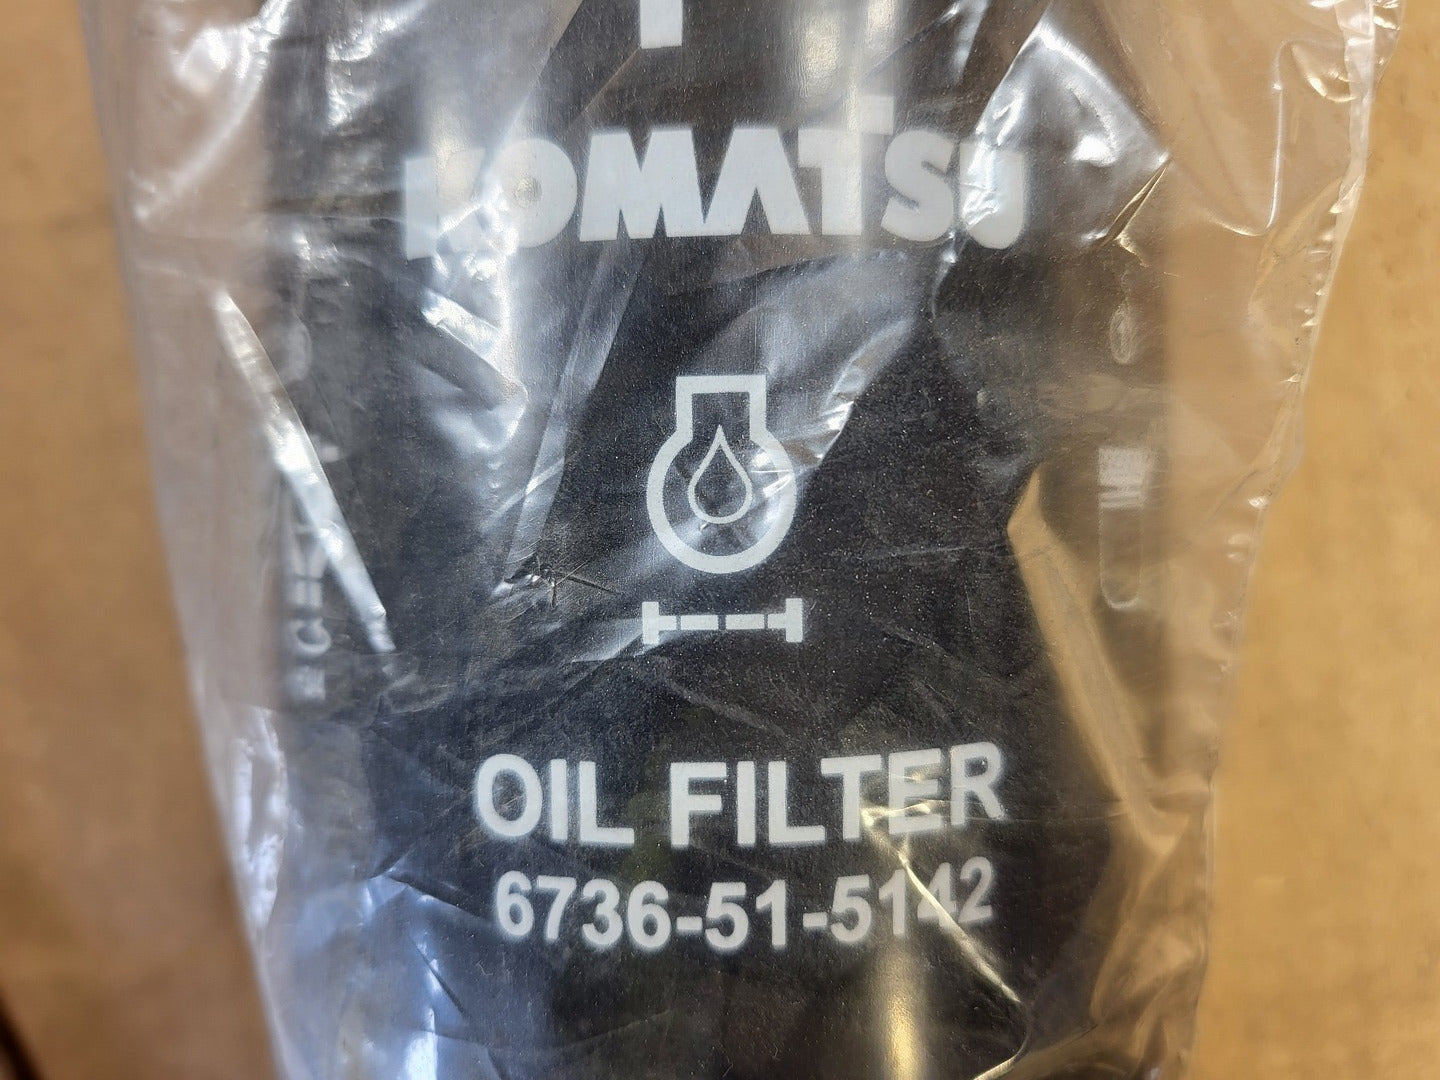 KOMATSU
OIL FILTER
6736-51-5142